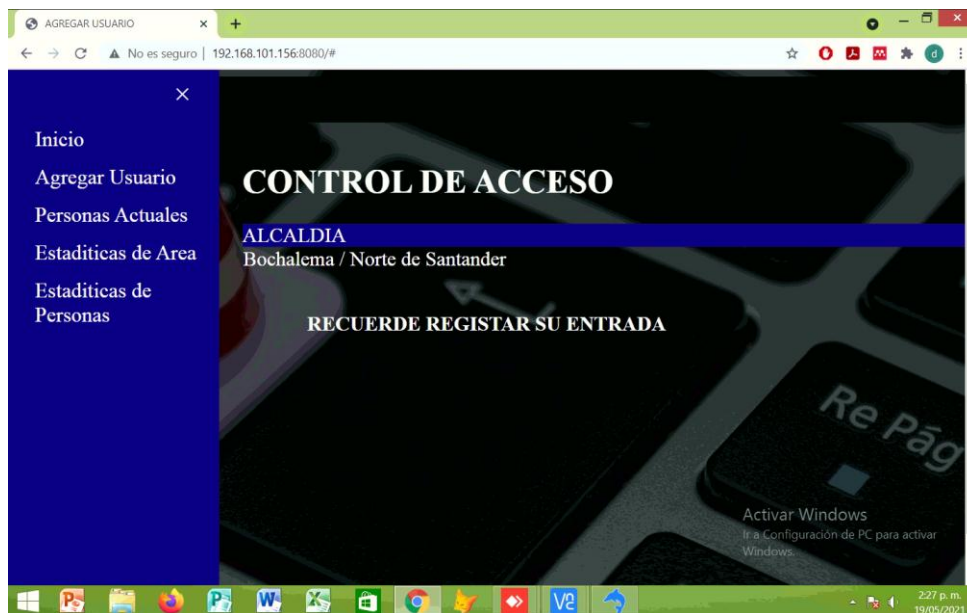 AGREGAR USUARIO
No es seguro | 192.168.101.156:8080/#
d
Inicio
Agregar Usuario
Personas Actuales
Estaditicas de Area
Estaditicas de
Personas
CONTROL DE ACCESO
ALCALDIA
Bochalema / Norte de Santander
RECUERDE REGISTAR SU ENTRADA
Re Pág
Activar Windows
Ir a Configuración de PC para activar
Windows.
2:27 p. m.
19/05/2021